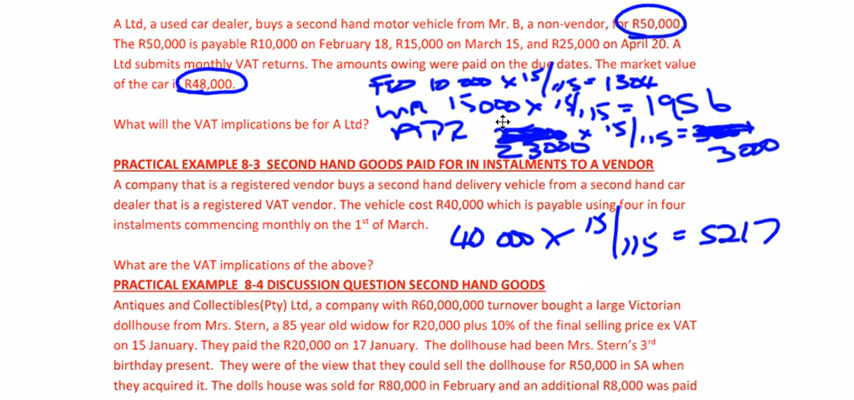 A Ltd, a used car dealer, buys a second hand motor vehicle from Mr. B, a non-vendor, for R50,000.
The R50,000 is payable R10,000 on February 18, R15,000 on March 15, and R25,000 on April 20. A
Ltd submits monthly VAT returns. The amounts owing were paid on the due dates. The market value
of the car is R48,000.
10 000 x 15/115 = 1304
15000 x 15/115 = 1956
What will the VAT implications be for A Ltd?
23000 x 15/115 = 3000
PRACTICAL EXAMPLE 8-3 SECOND HAND GOODS PAID FOR IN INSTALMENTS TO A VENDOR
A company that is a registered vendor buys a second hand delivery vehicle from a second hand car
dealer that is a registered VAT vendor. The vehicle cost R40,000 which is payable using four in four
instalments commencing monthly on the 1st of March.
40 000 x 15/115 = 5217
What are the VAT implications of the above?
PRACTICAL EXAMPLE 8-4 DISCUSSION QUESTION SECOND HAND GOODS
Antiques and Collectibles(Pty) Ltd, a company with R60,000,000 turnover bought a large Victorian
dollhouse from Mrs. Stern, a 85 year old widow for R20,000 plus 10% of the final selling price ex VAT
on 15 January. They paid the R20,000 on 17 January. The dollhouse had been Mrs. Stern's 3rd
birthday present. They were of the view that they could sell the dollhouse for R50,000 in SA when
they acquired it. The dolls house was sold for R80,000 in February and an additional R8,000 was paid